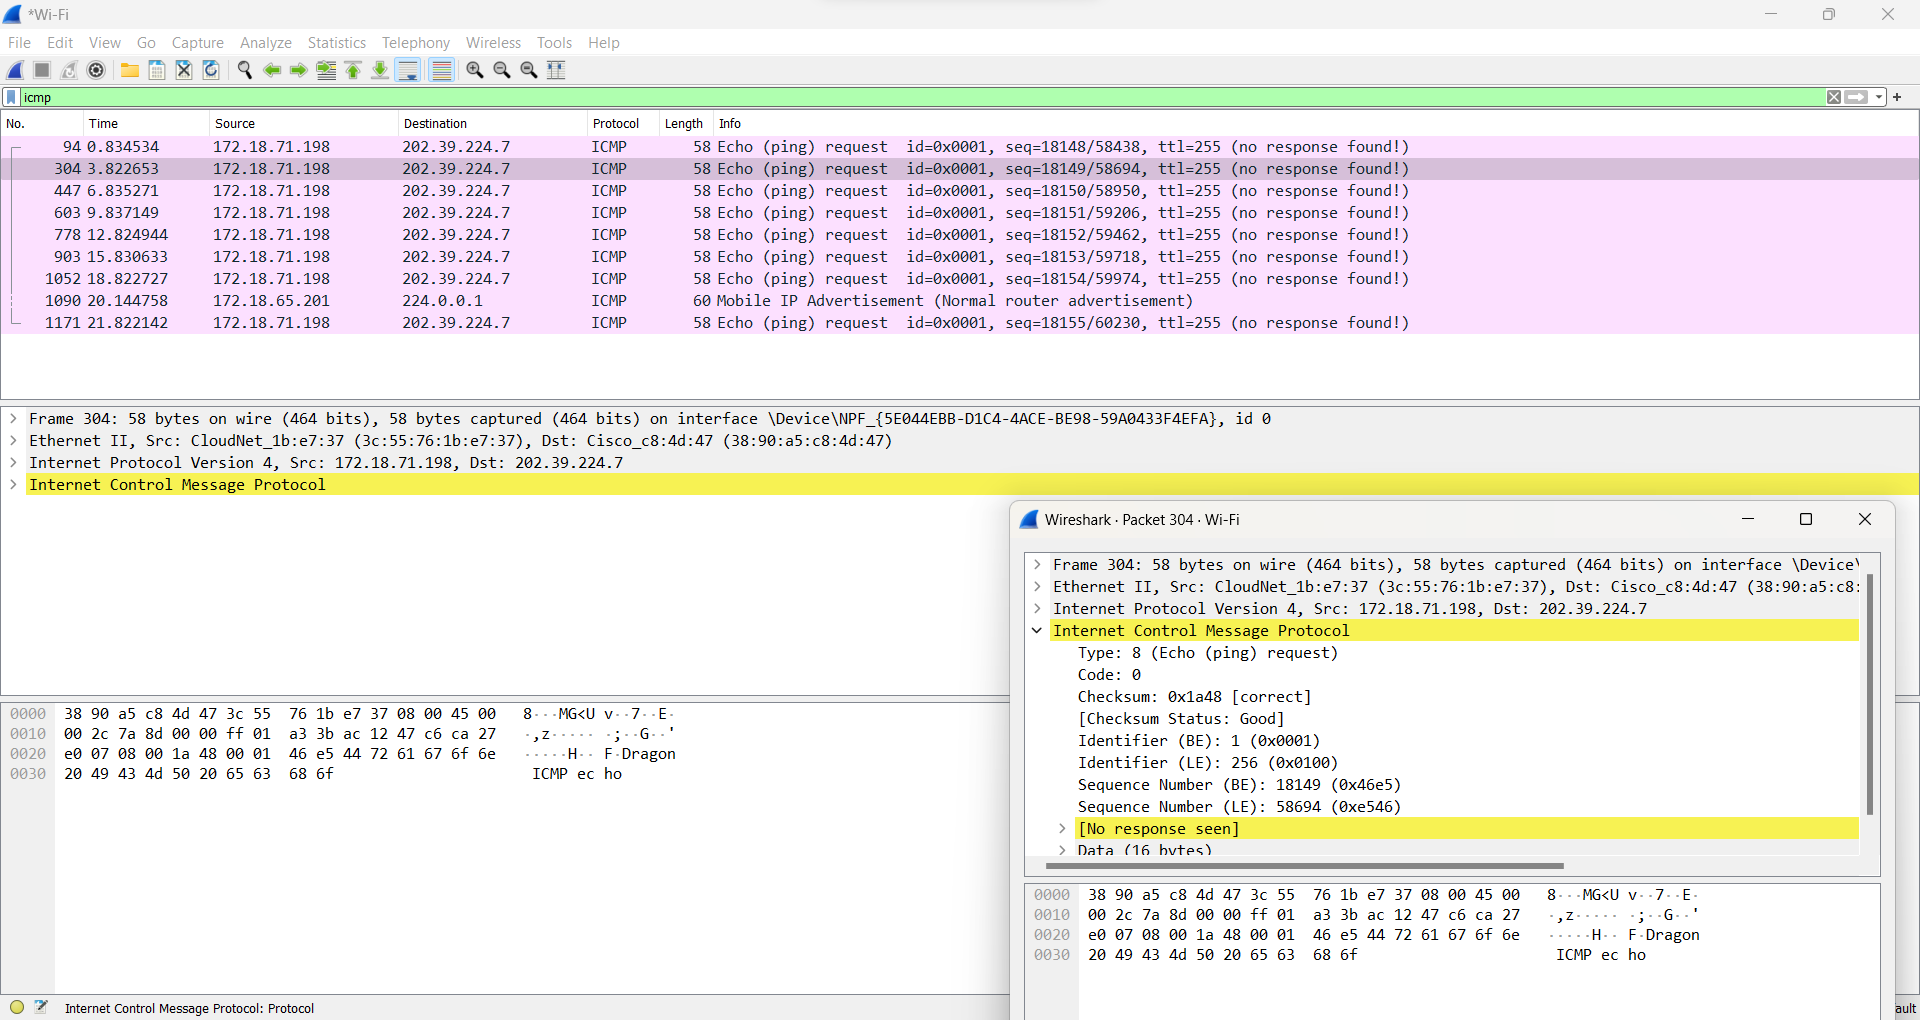 *Wi-Fi
File Edit View Go Capture Analyze Statistics Telephony Wireless Tools Help
icmp
No. Time Source Destination Protocol Length Info
94 0.834534 172.18.71.198 202.39.224.7 ICMP 58 Echo (ping) request id=0x0001, seq=18148/58438, ttl=255 (no response found!)
304 3.822653 172.18.71.198 202.39.224.7 ICMP 58 Echo (ping) request id=0x0001, seq=18149/58694, ttl=255 (no response found!)
447 6.835271 172.18.71.198 202.39.224.7 ICMP 58 Echo (ping) request id=0x0001, seq=18150/58950, ttl=255 (no response found!)
603 9.837149 172.18.71.198 202.39.224.7 ICMP 58 Echo (ping) request id=0x0001, seq=18151/59206, ttl=255 (no response found!)
778 12.824944 172.18.71.198 202.39.224.7 ICMP 58 Echo (ping) request id=0x0001, seq=18152/59462, ttl=255 (no response found!)
903 15.830633 172.18.71.198 202.39.224.7 ICMP 58 Echo (ping) request id=0x0001, seq=18153/59718, ttl=255 (no response found!)
1052 18.822727 172.18.71.198 202.39.224.7 ICMP 58 Echo (ping) request id=0x0001, seq=18154/59974, ttl=255 (no response found!)
1090 20.144758 172.18.65.201 224.0.0.1 ICMP 60 Mobile IP Advertisement (Normal router advertisement)
1171 21.822142 172.18.71.198 202.39.224.7 ICMP 58 Echo (ping) request id=0x0001, seq=18155/60230, ttl=255 (no response found!)
Frame 304: 58 bytes on wire (464 bits), 58 bytes captured (464 bits) on interface \Device\NPF_{5E044EBB-D1C4-4ACE-BE98-59A0433F4EFA}, id 0
Ethernet II, Src: CloudNet_1b:e7:37 (3c:55:76:1b:e7:37), Dst: Cisco_c8:4d:47 (38:90:a5:c8:4d:47)
Internet Protocol Version 4, Src: 172.18.71.198, Dst: 202.39.224.7
Internet Control Message Protocol
0000 38 90 a5 c8 4d 47 3c 55 76 1b e7 37 08 00 45 00 8···MG<U v··7··E·
0010 00 2c 7a 8d 00 00 ff 01 a3 3b ac 12 47 c6 ca 27 ·,z····· ·;··G··'
0020 e0 07 08 00 1a 48 00 01 46 e5 44 72 61 67 6f 6e ·····H·· F·Dragon
0030 20 49 43 4d 50 20 65 63 68 6f ICMP ec ho
Wireshark · Packet 304 · Wi-Fi
Frame 304: 58 bytes on wire (464 bits), 58 bytes captured (464 bits) on interface \Device\
Ethernet II, Src: CloudNet_1b:e7:37 (3c:55:76:1b:e7:37), Dst: Cisco_c8:4d:47 (38:90:a5:c8:
Internet Protocol Version 4, Src: 172.18.71.198, Dst: 202.39.224.7
Internet Control Message Protocol
Type: 8 (Echo (ping) request)
Code: 0
Checksum: 0x1a48 [correct]
[Checksum Status: Good]
Identifier (BE): 1 (0x0001)
Identifier (LE): 256 (0x0100)
Sequence Number (BE): 18149 (0x46e5)
Sequence Number (LE): 58694 (0xe546)
[No response seen]
Data (16 bytes)
0000 38 90 a5 c8 4d 47 3c 55 76 1b e7 37 08 00 45 00 8···MG<U v··7··E·
0010 00 2c 7a 8d 00 00 ff 01 a3 3b ac 12 47 c6 ca 27 ·,z····· ·;··G··'
0020 e0 07 08 00 1a 48 00 01 46 e5 44 72 61 67 6f 6e ·····H·· F·Dragon
0030 20 49 43 4d 50 20 65 63 68 6f ICMP ec ho
Internet Control Message Protocol: Protocol
ault